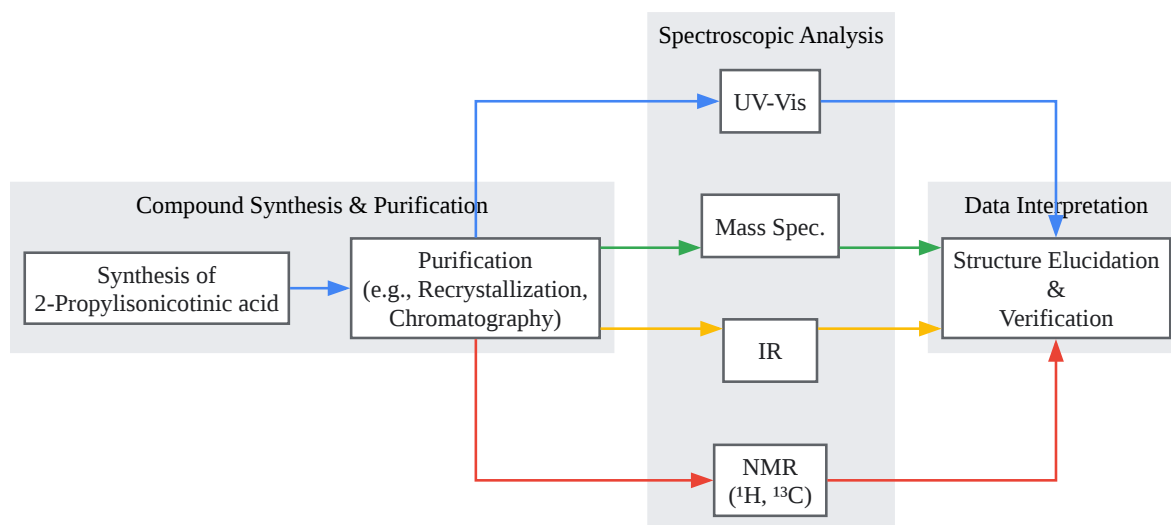 Spectroscopic Analysis
UV-Vis
Compound Synthesis & Purification
Synthesis of
2-Propylisonicotinic acid
Purification
(e.g., Recrystallization,
Chromatography)
Mass Spec.
IR
NMR
(¹H, ¹³C)
Data Interpretation
Structure Elucidation
&
Verification